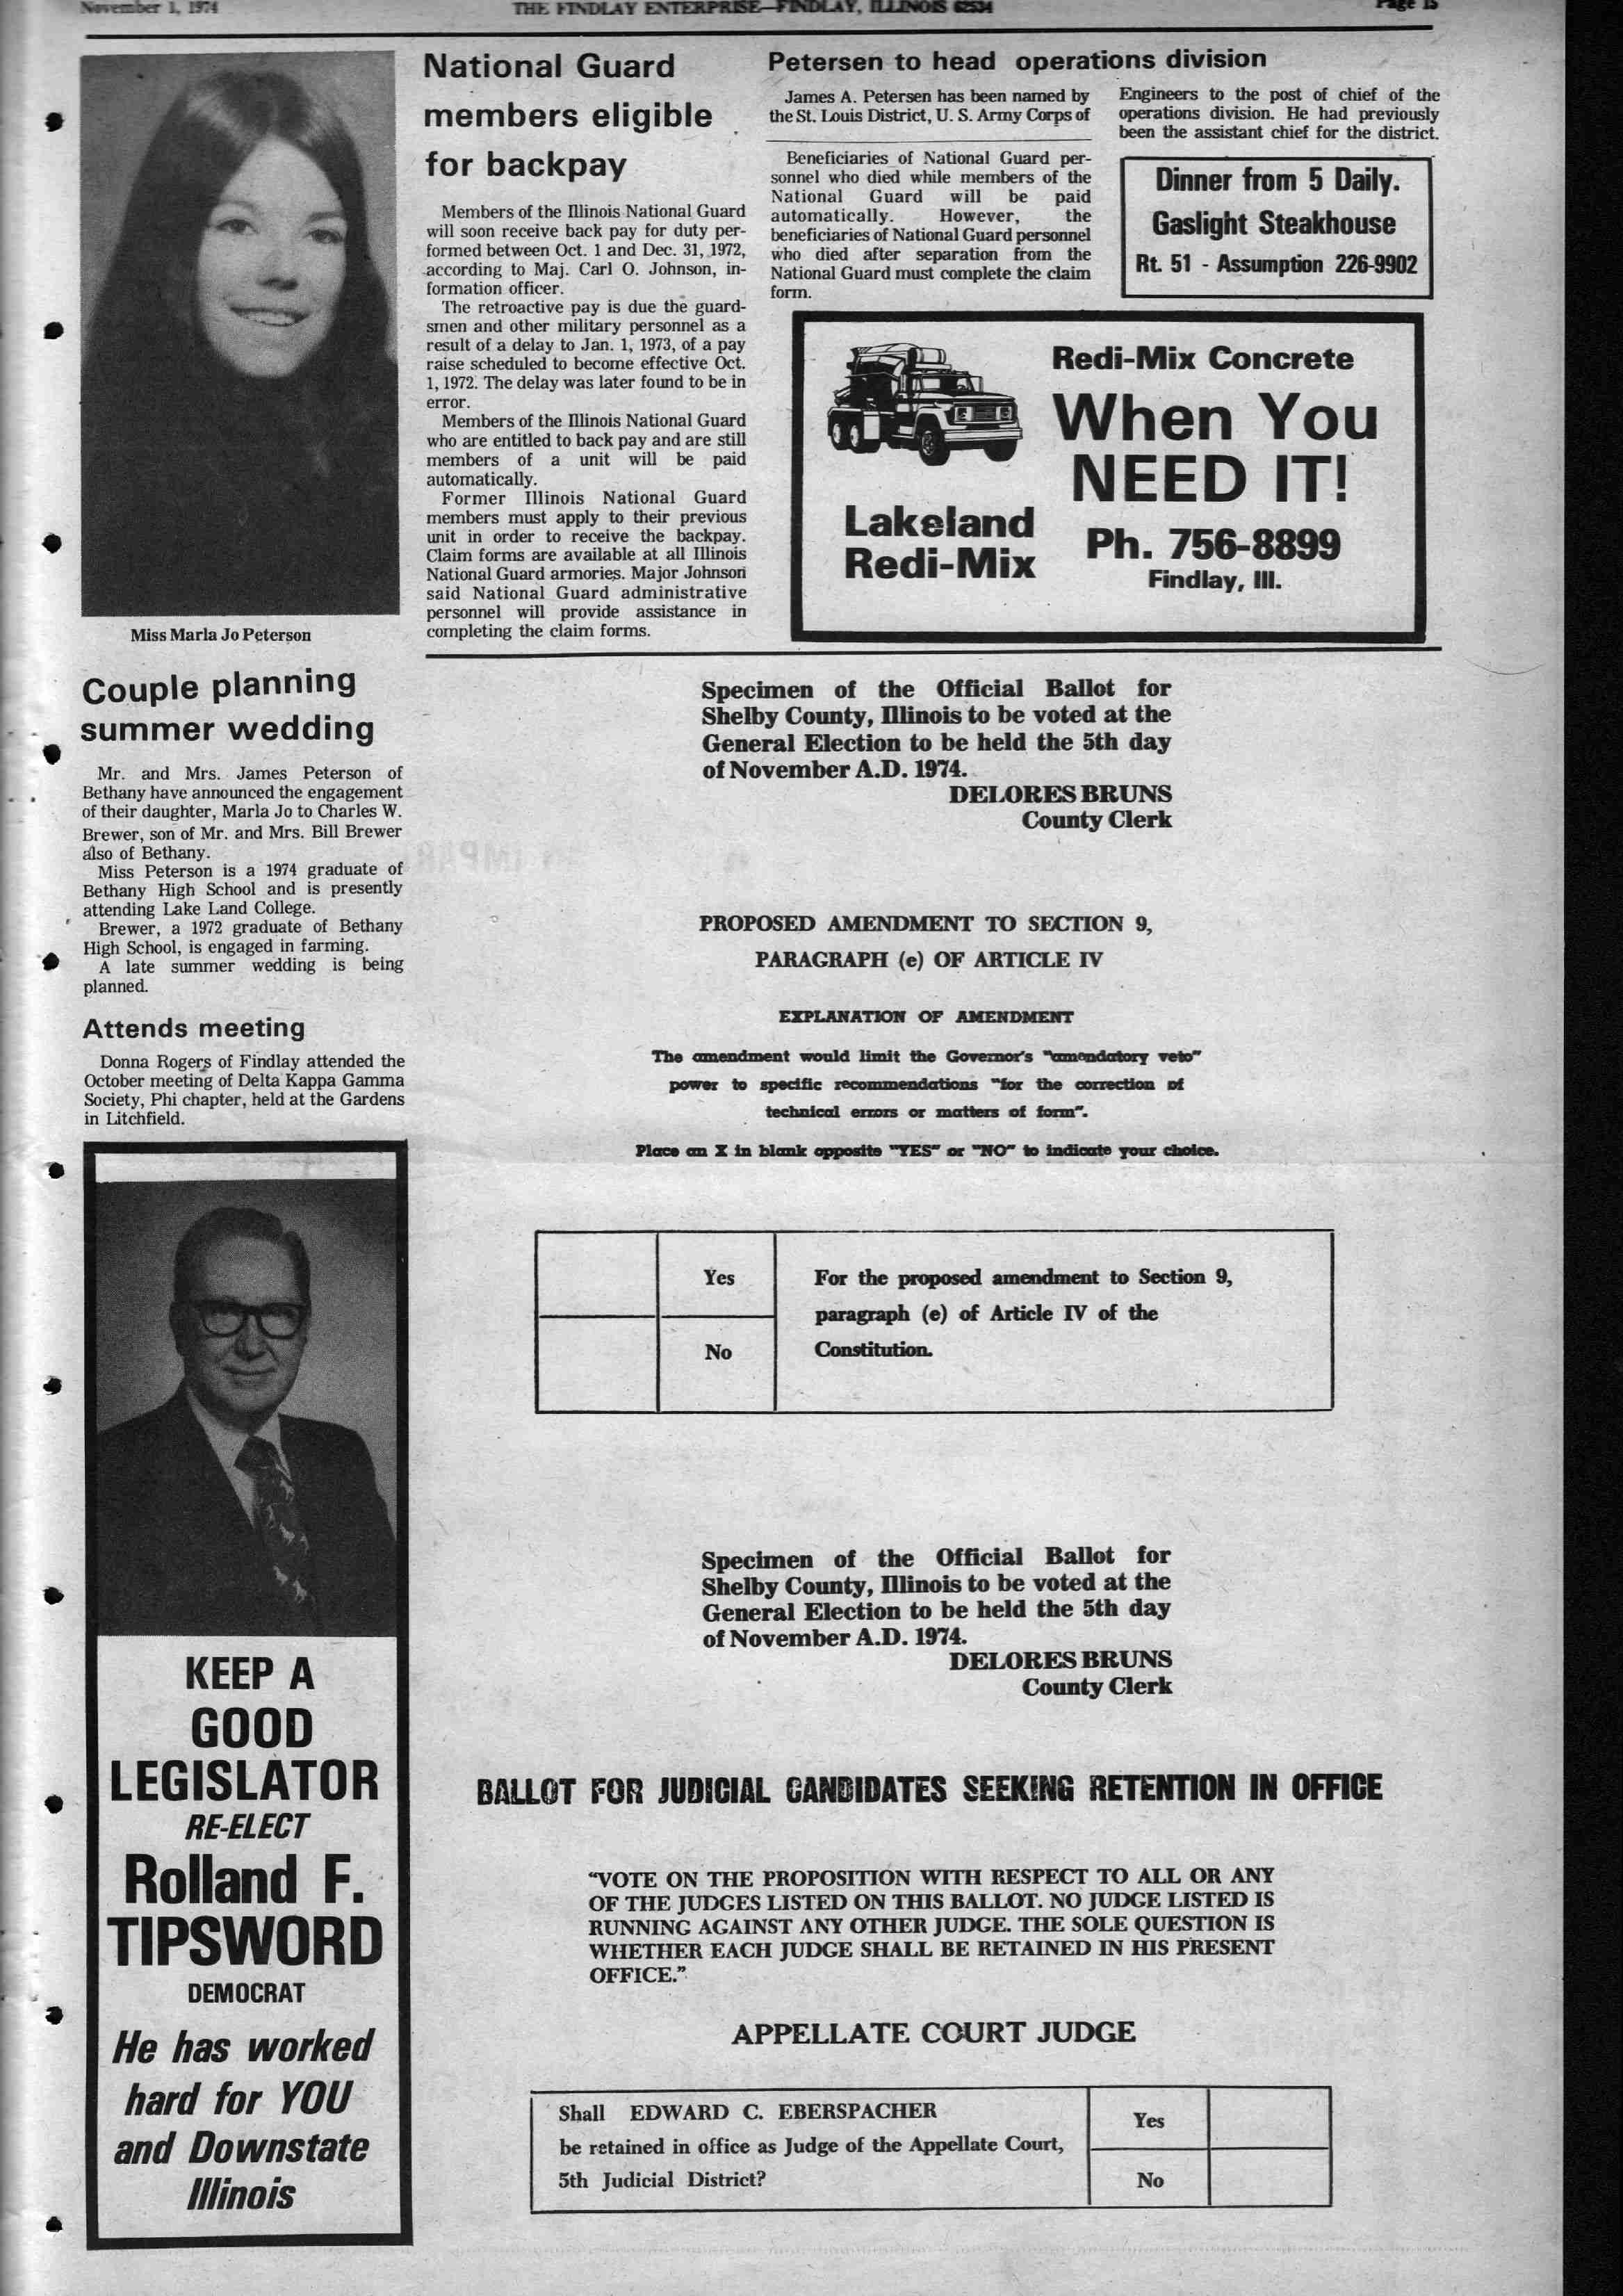 November 1, 1974
THE FINDLAY ENTERPRISE—FINDLAY, ILLINOIS 62534
Page 15
Miss Marla Jo Peterson
Couple planning
summer wedding
Mr. and Mrs. James Peterson of
Bethany have announced the engagement
of their daughter, Marla Jo to Charles W.
Brewer, son of Mr. and Mrs. Bill Brewer
also of Bethany.
Miss Peterson is a 1974 graduate of
Bethany High School and is presently
attending Lake Land College.
Brewer, a 1972 graduate of Bethany
High School, is engaged in farming.
A late summer wedding is being
planned.
Attends meeting
Donna Rogers of Findlay attended the
October meeting of Delta Kappa Gamma
Society, Phi chapter, held at the Gardens
in Litchfield.
KEEP A
GOOD
LEGISLATOR
RE-ELECT
Rolland F.
TIPSWORD
DEMOCRAT
He has worked
hard for YOU
and Downstate
Illinois
National Guard
members eligible
for backpay
Members of the Illinois National Guard
will soon receive back pay for duty per-
formed between Oct. 1 and Dec. 31, 1972,
according to Maj. Carl O. Johnson, in-
formation officer.
The retroactive pay is due the guard-
smen and other military personnel as a
result of a delay to Jan. 1, 1973, of a pay
raise scheduled to become effective Oct.
1, 1972. The delay was later found to be in
error.
Members of the Illinois National Guard
who are entitled to back pay and are still
members of a unit will be paid
automatically.
Former Illinois National Guard
members must apply to their previous
unit in order to receive the backpay.
Claim forms are available at all Illinois
National Guard armories. Major Johnson
said National Guard administrative
personnel will provide assistance in
completing the claim forms.
Beneficiaries of National Guard per-
sonnel who died while members of the
National Guard will be paid
automatically. However, the
beneficiaries of National Guard personnel
who died after separation from the
National Guard must complete the claim
form.
Petersen to head operations division
James A. Petersen has been named by
the St. Louis District, U. S. Army Corps of
Engineers to the post of chief of the
operations division. He had previously
been the assistant chief for the district.
Dinner from 5 Daily.
Gaslight Steakhouse
Rt. 51 - Assumption 226-9902
Redi-Mix Concrete
When You
NEED IT!
Lakeland
Redi-Mix
Ph. 756-8899
Findlay, Ill.
Specimen of the Official Ballot for
Shelby County, Illinois to be voted at the
General Election to be held the 5th day
of November A.D. 1974.
DELORES BRUNS
County Clerk
PROPOSED AMENDMENT TO SECTION 9,
PARAGRAPH (e) OF ARTICLE IV
EXPLANATION OF AMENDMENT
The amendment would limit the Governor's "amendatory veto"
power to specific recommendations "for the correction of
technical errors or matters of form".
Place an X in blank opposite "YES" or "NO" to indicate your choice.
Yes
No
For the proposed amendment to Section 9,
paragraph (e) of Article IV of the
Constitution.
Specimen of the Official Ballot for
Shelby County, Illinois to be voted at the
General Election to be held the 5th day
of November A.D. 1974.
DELORES BRUNS
County Clerk
BALLOT FOR JUDICIAL CANDIDATES SEEKING RETENTION IN OFFICE
"VOTE ON THE PROPOSITION WITH RESPECT TO ALL OR ANY
OF THE JUDGES LISTED ON THIS BALLOT. NO JUDGE LISTED IS
RUNNING AGAINST ANY OTHER JUDGE. THE SOLE QUESTION IS
WHETHER EACH JUDGE SHALL BE RETAINED IN HIS PRESENT
OFFICE."
APPELLATE COURT JUDGE
Shall EDWARD C. EBERSPACHER
be retained in office as Judge of the Appellate Court,
5th Judicial District?
Yes
No